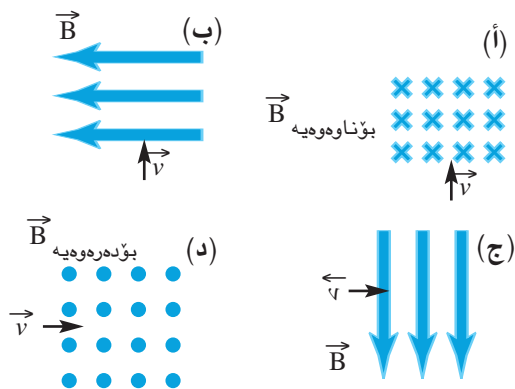 (أ)
B⃗ بۆناوەوەیە
v⃗
(ب)
B⃗
v⃗
(ج)
v⃗
B⃗
(د)
B⃗ بۆدەرەوەیە
v⃗